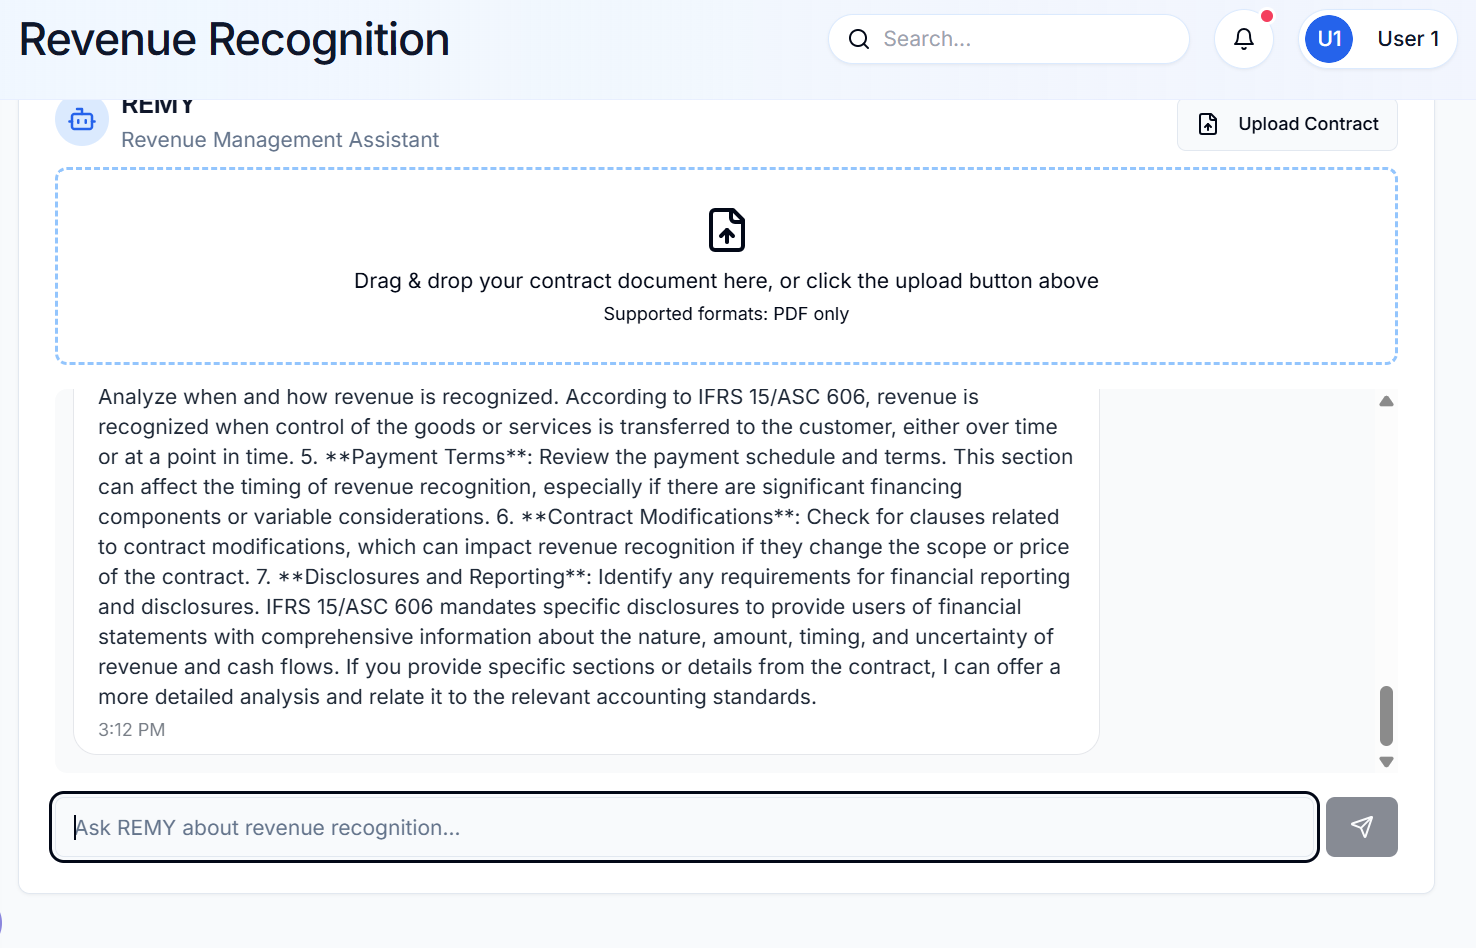 Revenue Recognition
Search...
U1
User 1
REMY
Revenue Management Assistant
Upload Contract
Drag & drop your contract document here, or click the upload button above
Supported formats: PDF only
Analyze when and how revenue is recognized. According to IFRS 15/ASC 606, revenue is
recognized when control of the goods or services is transferred to the customer, either over time
or at a point in time. 5. **Payment Terms**: Review the payment schedule and terms. This section
can affect the timing of revenue recognition, especially if there are significant financing
components or variable considerations. 6. **Contract Modifications**: Check for clauses related
to contract modifications, which can impact revenue recognition if they change the scope or price
of the contract. 7. **Disclosures and Reporting**: Identify any requirements for financial reporting
and disclosures. IFRS 15/ASC 606 mandates specific disclosures to provide users of financial
statements with comprehensive information about the nature, amount, timing, and uncertainty of
revenue and cash flows. If you provide specific sections or details from the contract, I can offer a
more detailed analysis and relate it to the relevant accounting standards.
3:12 PM
Ask REMY about revenue recognition...